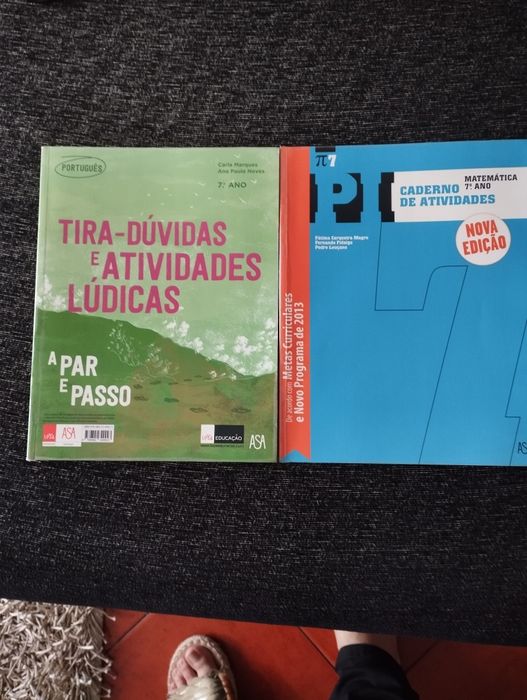 PORTUGUÊS
Carla Marques
Ana Paula Neves
7.º ANO
TIRA-DÚVIDAS
E ATIVIDADES
LÚDICAS
A PAR
E PASSO
ASA
EDUCAÇÃO
ASA
π7
PI
MATEMÁTICA
7.º ANO
CADERNO
DE ATIVIDADES
NOVA
EDIÇÃO
Fátima Cerqueira Magro
Fernando Fidalgo
Pedro Louçano
De acordo com Metas Curriculares
e Novo Programa de 2013
7
AS